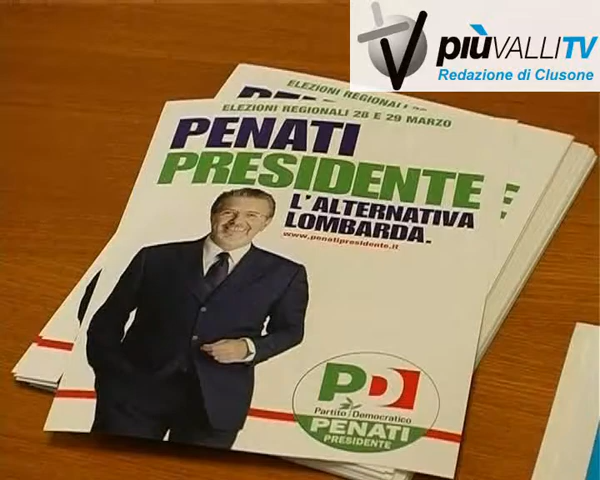 piùVALLITV
Redazione di Clusone
ELEZIONI REGIONALI
ELEZIONI REGIONALI 28 E 29 MARZO
PENATI
PRESIDENTE
L'ALTERNATIVA
LOMBARDA.
www.penatipresidente.it
PD
Partito Democratico
PENATI
PRESIDENTE